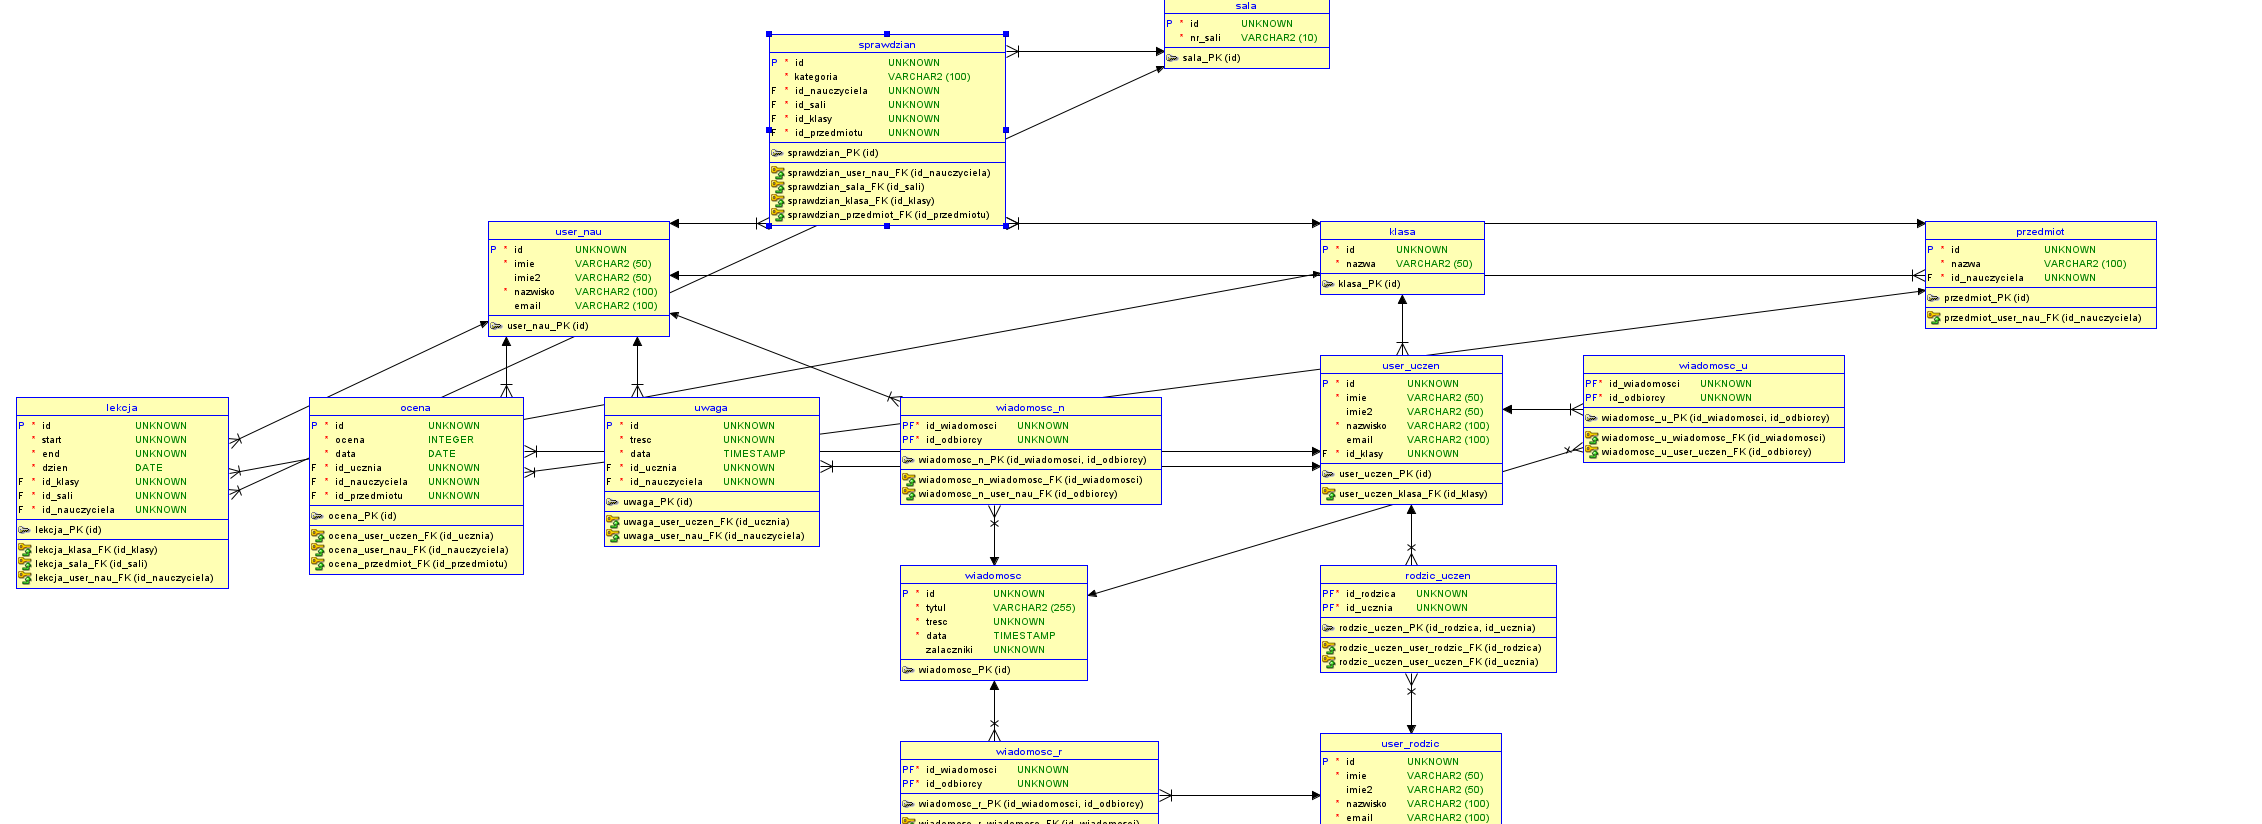 sala
P * id UNKNOWN
* nr_sali VARCHAR2 (10)
sala_PK (id)
sprawdzian
P * id UNKNOWN
* kategoria VARCHAR2 (100)
F * id_nauczyciela UNKNOWN
F * id_sali UNKNOWN
F * id_klasy UNKNOWN
F * id_przedmiotu UNKNOWN
sprawdzian_PK (id)
sprawdzian_user_nau_FK (id_nauczyciela)
sprawdzian_sala_FK (id_sali)
sprawdzian_klasa_FK (id_klasy)
sprawdzian_przedmiot_FK (id_przedmiotu)
user_nau
P * id UNKNOWN
* imie VARCHAR2 (50)
imie2 VARCHAR2 (50)
* nazwisko VARCHAR2 (100)
email VARCHAR2 (100)
user_nau_PK (id)
klasa
P * id UNKNOWN
* nazwa VARCHAR2 (50)
klasa_PK (id)
przedmiot
P * id UNKNOWN
* nazwa VARCHAR2 (100)
F * id_nauczyciela UNKNOWN
przedmiot_PK (id)
przedmiot_user_nau_FK (id_nauczyciela)
lekcja
P * id UNKNOWN
* start UNKNOWN
* end UNKNOWN
* dzien DATE
F * id_klasy UNKNOWN
F * id_sali UNKNOWN
F * id_nauczyciela UNKNOWN
lekcja_PK (id)
lekcja_klasa_FK (id_klasy)
lekcja_sala_FK (id_sali)
lekcja_user_nau_FK (id_nauczyciela)
ocena
P * id UNKNOWN
* ocena INTEGER
* data DATE
F * id_ucznia UNKNOWN
F * id_nauczyciela UNKNOWN
F * id_przedmiotu UNKNOWN
ocena_PK (id)
ocena_user_uczen_FK (id_ucznia)
ocena_user_nau_FK (id_nauczyciela)
ocena_przedmiot_FK (id_przedmiotu)
uwaga
P * id UNKNOWN
* tresc UNKNOWN
* data TIMESTAMP
F * id_ucznia UNKNOWN
F * id_nauczyciela UNKNOWN
uwaga_PK (id)
uwaga_user_uczen_FK (id_ucznia)
uwaga_user_nau_FK (id_nauczyciela)
wiadomosc_n
PF* id_wiadomosci UNKNOWN
PF* id_odbiorcy UNKNOWN
wiadomosc_n_PK (id_wiadomosci, id_odbiorcy)
wiadomosc_n_wiadomosc_FK (id_wiadomosci)
wiadomosc_n_user_nau_FK (id_odbiorcy)
user_uczen
P * id UNKNOWN
* imie VARCHAR2 (50)
imie2 VARCHAR2 (50)
* nazwisko VARCHAR2 (100)
email VARCHAR2 (100)
F * id_klasy UNKNOWN
user_uczen_PK (id)
user_uczen_klasa_FK (id_klasy)
wiadomosc_u
PF* id_wiadomosci UNKNOWN
PF* id_odbiorcy UNKNOWN
wiadomosc_u_PK (id_wiadomosci, id_odbiorcy)
wiadomosc_u_wiadomosc_FK (id_wiadomosci)
wiadomosc_u_user_uczen_FK (id_odbiorcy)
wiadomosc
P * id UNKNOWN
* tytul VARCHAR2 (255)
* tresc UNKNOWN
* data TIMESTAMP
zalaczniki UNKNOWN
wiadomosc_PK (id)
rodzic_uczen
PF* id_rodzica UNKNOWN
PF* id_ucznia UNKNOWN
rodzic_uczen_PK (id_rodzica, id_ucznia)
rodzic_uczen_user_rodzic_FK (id_rodzica)
rodzic_uczen_user_uczen_FK (id_ucznia)
wiadomosc_r
PF* id_wiadomosci UNKNOWN
PF* id_odbiorcy UNKNOWN
wiadomosc_r_PK (id_wiadomosci, id_odbiorcy)
wiadomosc_r_wiadomosc_FK (id_wiadomosci)
user_rodzic
P * id UNKNOWN
* imie VARCHAR2 (50)
imie2 VARCHAR2 (50)
* nazwisko VARCHAR2 (100)
* email VARCHAR2 (100)